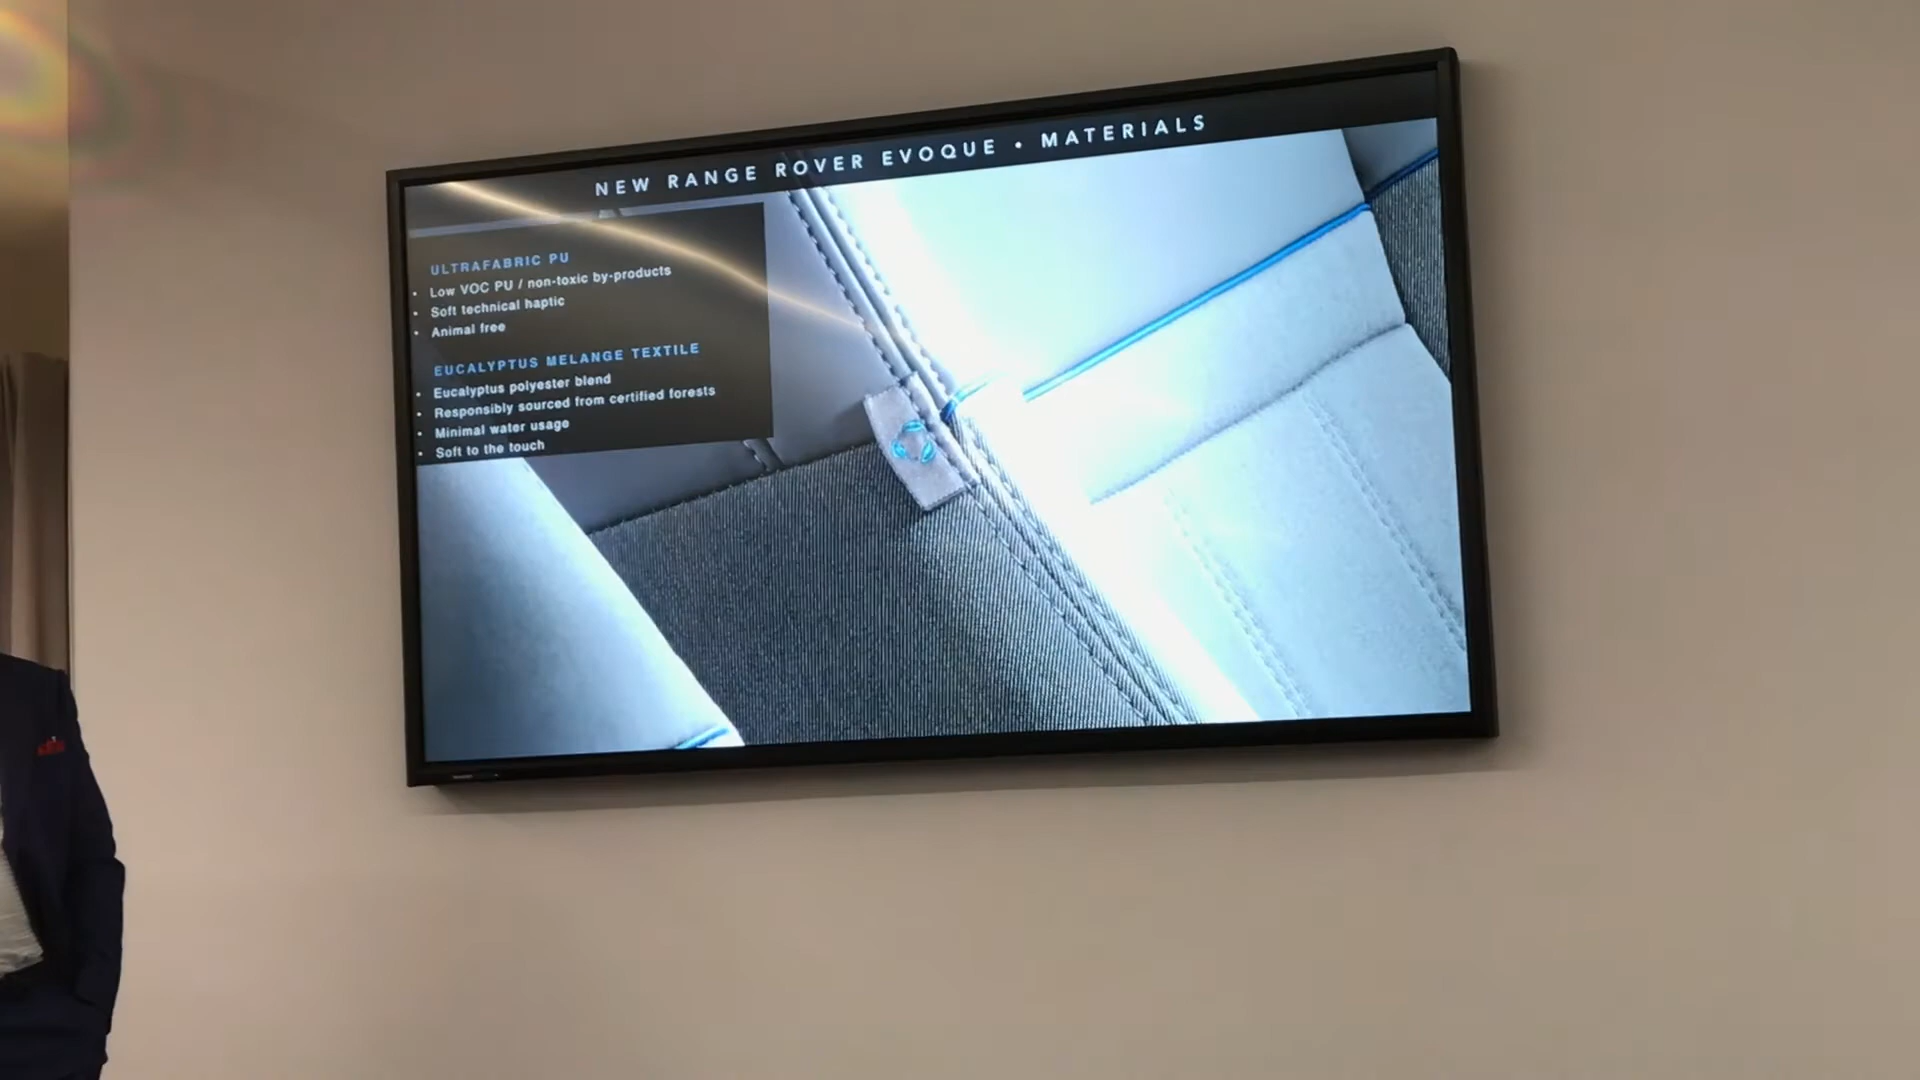 NEW RANGE ROVER EVOQUE • MATERIALS
ULTRAFABRIC PU
• Low VOC PU / non-toxic by-products
• Soft technical haptic
• Animal free
EUCALYPTUS MELANGE TEXTILE
• Eucalyptus polyester blend
• Responsibly sourced from certified forests
• Minimal water usage
• Soft to the touch